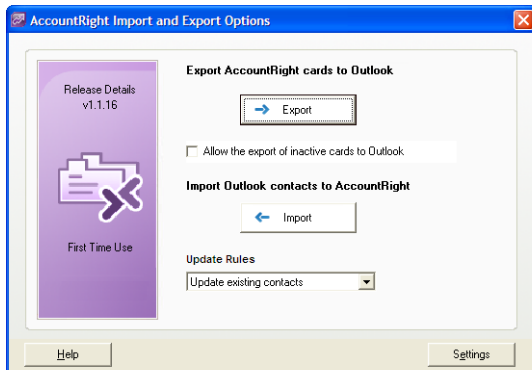 AccountRight Import and Export Options
Release Details
v1.1.16
First Time Use
Export AccountRight cards to Outlook
Export
Allow the export of inactive cards to Outlook
Import Outlook contacts to AccountRight
Import
Update Rules
Update existing contacts
Help
Settings